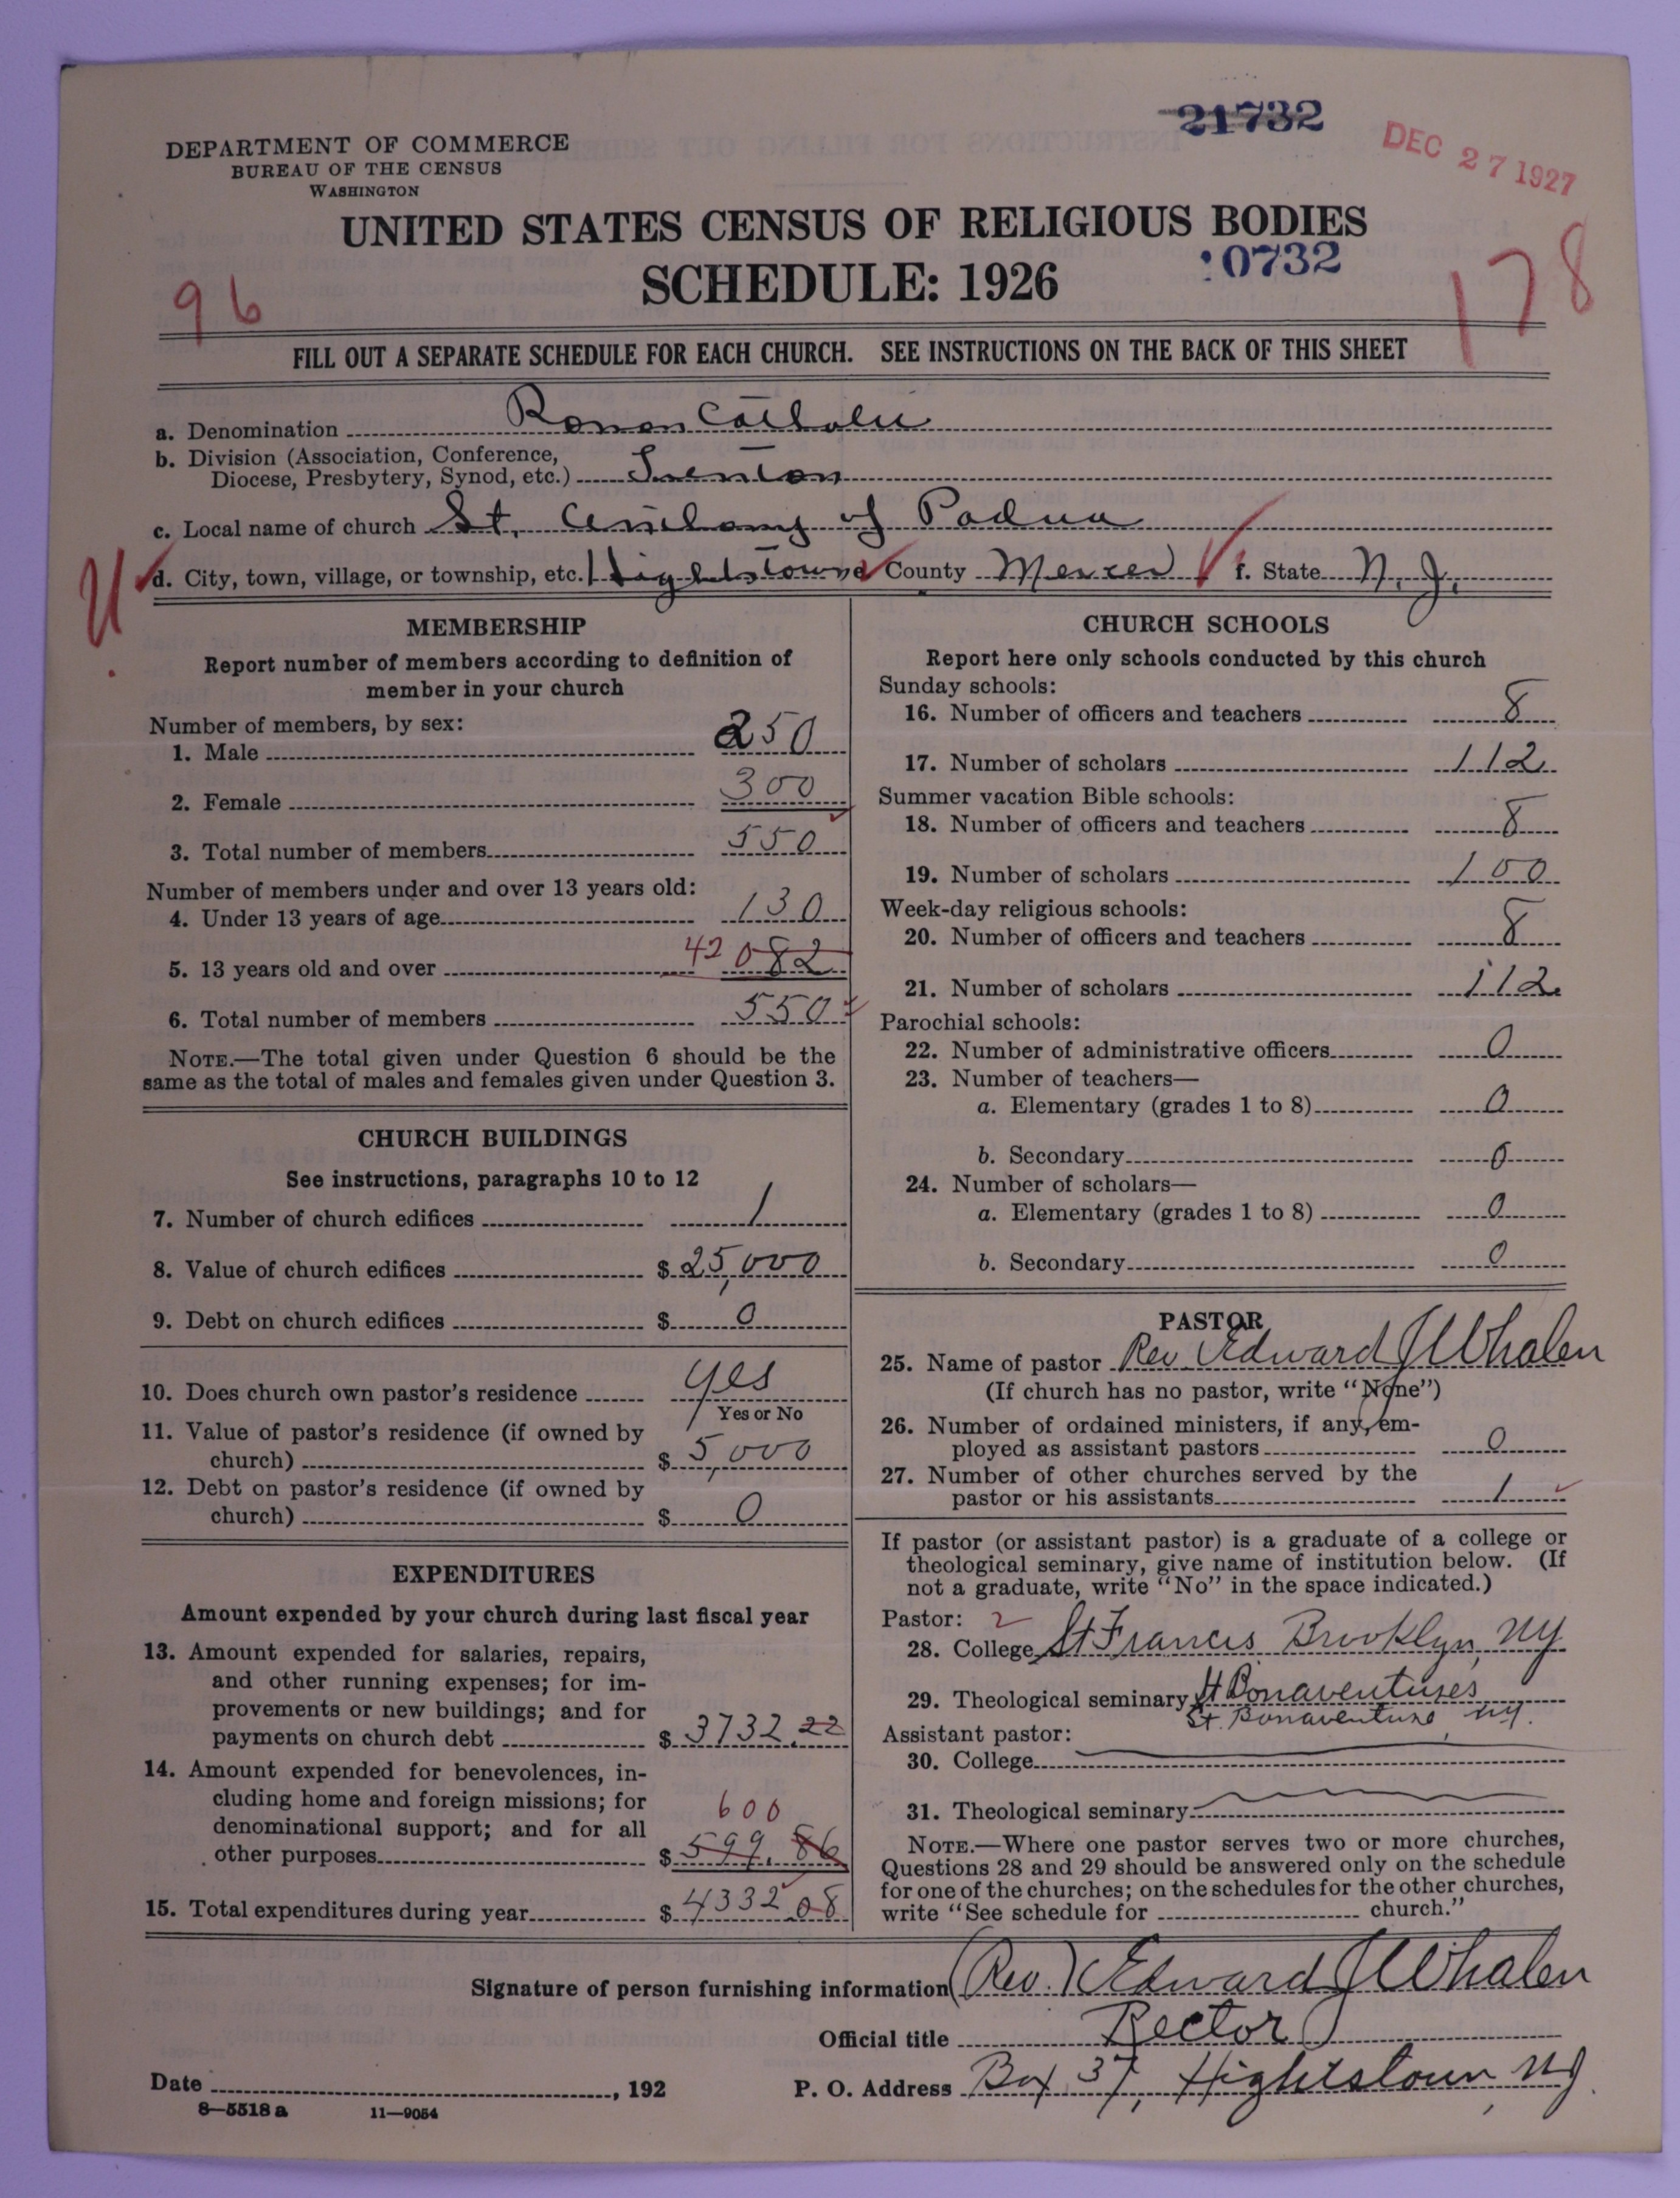 21732
DEC 27 1927
DEPARTMENT OF COMMERCE
BUREAU OF THE CENSUS
WASHINGTON
UNITED STATES CENSUS OF RELIGIOUS BODIES
SCHEDULE: 1926
0732
96
178
FILL OUT A SEPARATE SCHEDULE FOR EACH CHURCH. SEE INSTRUCTIONS ON THE BACK OF THIS SHEET
a. Denomination Roman Catholic
b. Division (Association, Conference,
Diocese, Presbytery, Synod, etc.) Trenton
c. Local name of church St. Anthony of Padua
d. City, town, village, or township, etc. Hightstown e County Mercer f. State N. J.
MEMBERSHIP
Report number of members according to definition of
member in your church
Number of members, by sex:
1. Male 250
2. Female 300
3. Total number of members 550
Number of members under and over 13 years old:
4. Under 13 years of age 130
5. 13 years old and over 42 082
6. Total number of members 550
NOTE.—The total given under Question 6 should be the
same as the total of males and females given under Question 3.
CHURCH BUILDINGS
See instructions, paragraphs 10 to 12
7. Number of church edifices 1
8. Value of church edifices $ 25,000
9. Debt on church edifices $ 0
10. Does church own pastor's residence yes
Yes or No
11. Value of pastor's residence (if owned by
church) $ 5,000
12. Debt on pastor's residence (if owned by
church) $ 0
EXPENDITURES
Amount expended by your church during last fiscal year
13. Amount expended for salaries, repairs,
and other running expenses; for im-
provements or new buildings; and for
payments on church debt $ 3732.22
14. Amount expended for benevolences, in-
cluding home and foreign missions; for
denominational support; and for all
600
other purposes $ 599.86
15. Total expenditures during year $ 4332 08
CHURCH SCHOOLS
Report here only schools conducted by this church
Sunday schools:
16. Number of officers and teachers 8
17. Number of scholars 112
Summer vacation Bible schools:
18. Number of officers and teachers 8
19. Number of scholars 100
Week-day religious schools:
20. Number of officers and teachers 8
21. Number of scholars 112
Parochial schools:
22. Number of administrative officers 0
23. Number of teachers—
a. Elementary (grades 1 to 8) 0
b. Secondary 0
24. Number of scholars—
a. Elementary (grades 1 to 8) 0
b. Secondary 0
PASTOR
25. Name of pastor Rev Edward J Whalen
(If church has no pastor, write "None")
26. Number of ordained ministers, if any, em-
ployed as assistant pastors 0
27. Number of other churches served by the
pastor or his assistants 1
If pastor (or assistant pastor) is a graduate of a college or
theological seminary, give name of institution below. (If
not a graduate, write "No" in the space indicated.)
Pastor: 2
28. College St Francis Brooklyn, NY
29. Theological seminary St Bonaventures
St. Bonaventure, NY.
Assistant pastor:
30. College
31. Theological seminary
NOTE.—Where one pastor serves two or more churches,
Questions 28 and 29 should be answered only on the schedule
for one of the churches; on the schedules for the other churches,
write "See schedule for church."
Signature of person furnishing information (Rev.) Edward J Whalen
Official title Rector
Date , 192
P. O. Address Box 37, Hightstown, NJ.
8—5518 a 11—9054